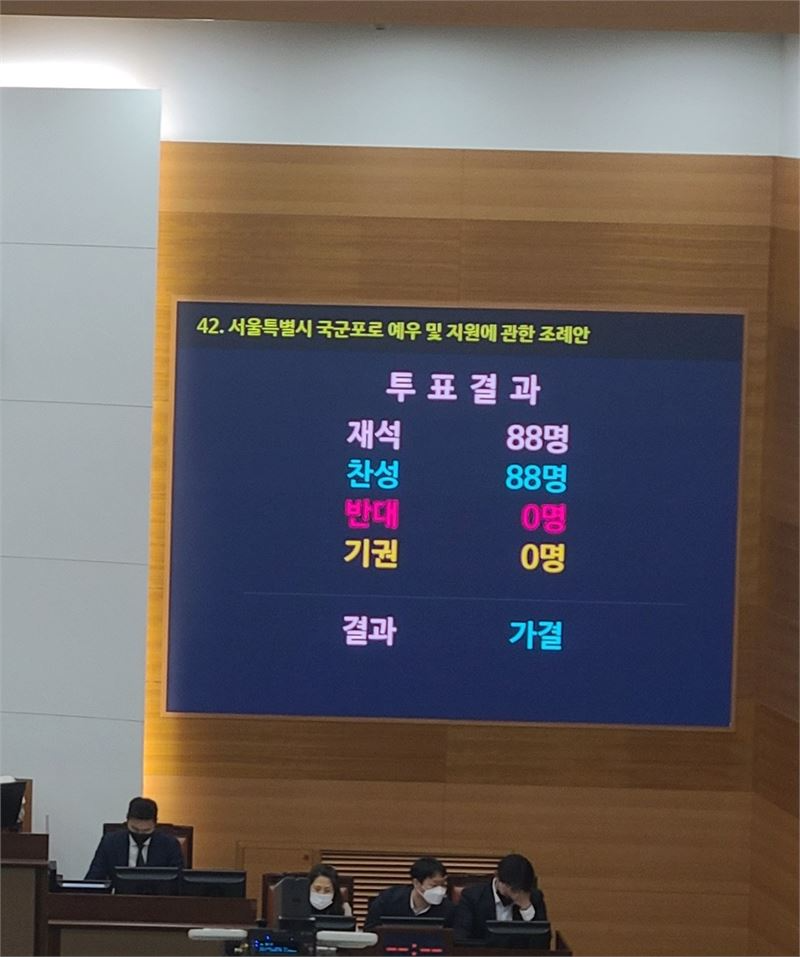 42. 서울특별시 국군포로 예우 및 지원에 관한 조례안
투표결과
재석 88명
찬성 88명
반대 0명
기권 0명
결과 가결